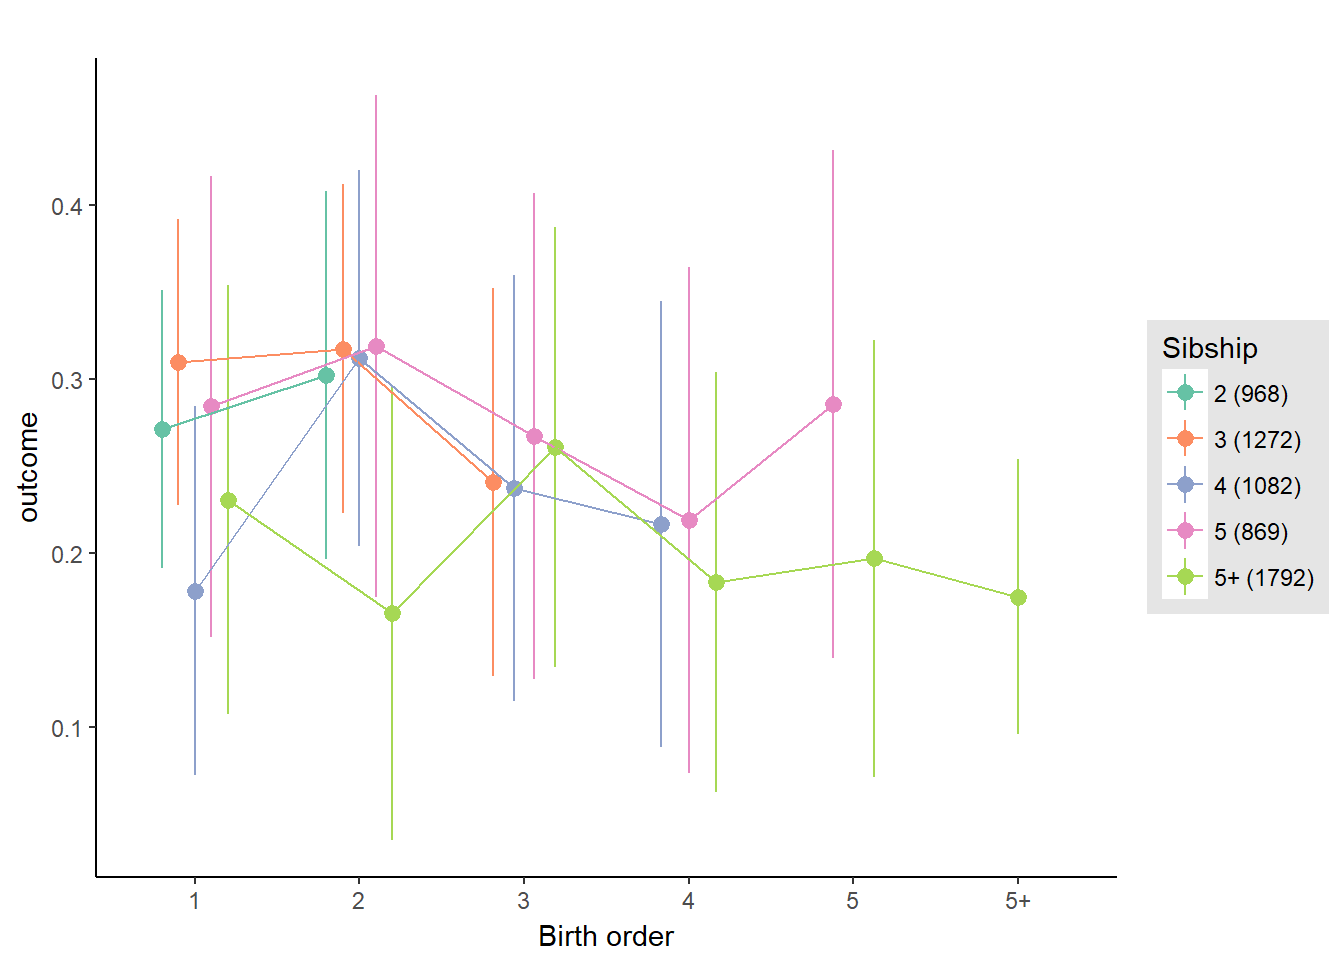 outcome
0.4
0.3
0.2
0.1
1 2 3 4 5 5+
Birth order
Sibship
2 (968)
3 (1272)
4 (1082)
5 (869)
5+ (1792)